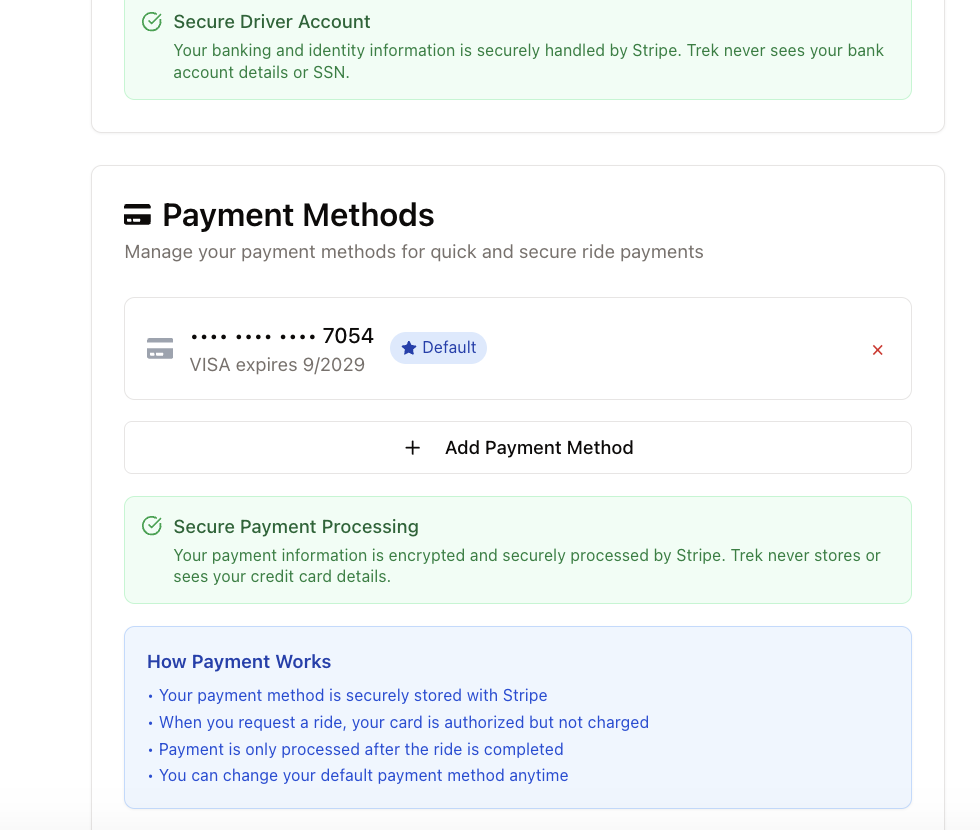 Secure Driver Account
Your banking and identity information is securely handled by Stripe. Trek never sees your bank
account details or SSN.
Payment Methods
Manage your payment methods for quick and secure ride payments
•••• •••• •••• 7054
Default
VISA expires 9/2029
+ Add Payment Method
Secure Payment Processing
Your payment information is encrypted and securely processed by Stripe. Trek never stores or
sees your credit card details.
How Payment Works
• Your payment method is securely stored with Stripe
• When you request a ride, your card is authorized but not charged
• Payment is only processed after the ride is completed
• You can change your default payment method anytime